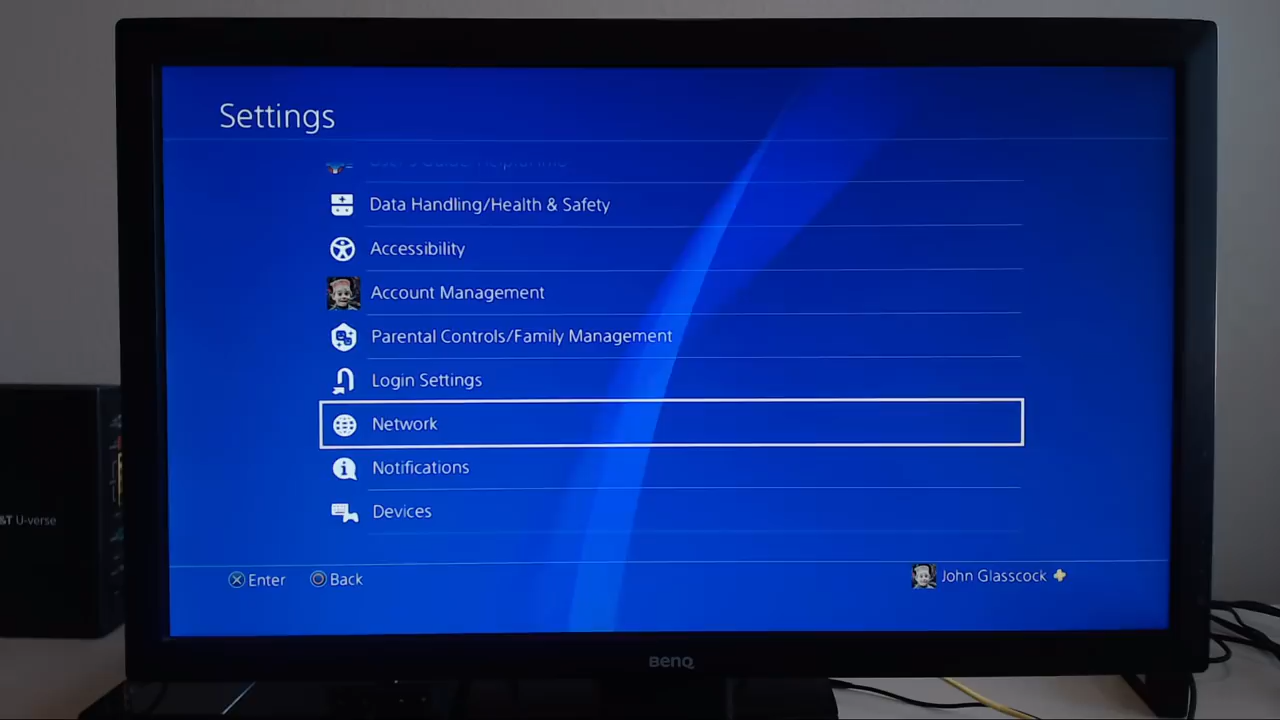 Settings
Data Handling/Health & Safety
Accessibility
Account Management
Parental Controls/Family Management
Login Settings
Network
Notifications
Devices
Enter
Back
John Glasscock
&T U-verse
BenQ